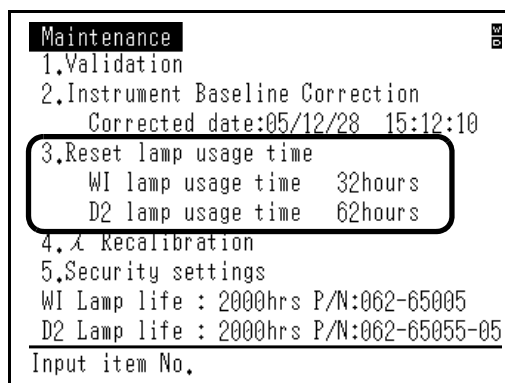 Maintenance
W
D
1.Validation
2.Instrument Baseline Correction
Corrected date:05/12/28 15:12:10
3.Reset lamp usage time
WI lamp usage time 32hours
D2 lamp usage time 62hours
4.λ Recalibration
5.Security settings
WI Lamp life : 2000hrs P/N:062-65005
D2 Lamp life : 2000hrs P/N:062-65055-05
Input item No.